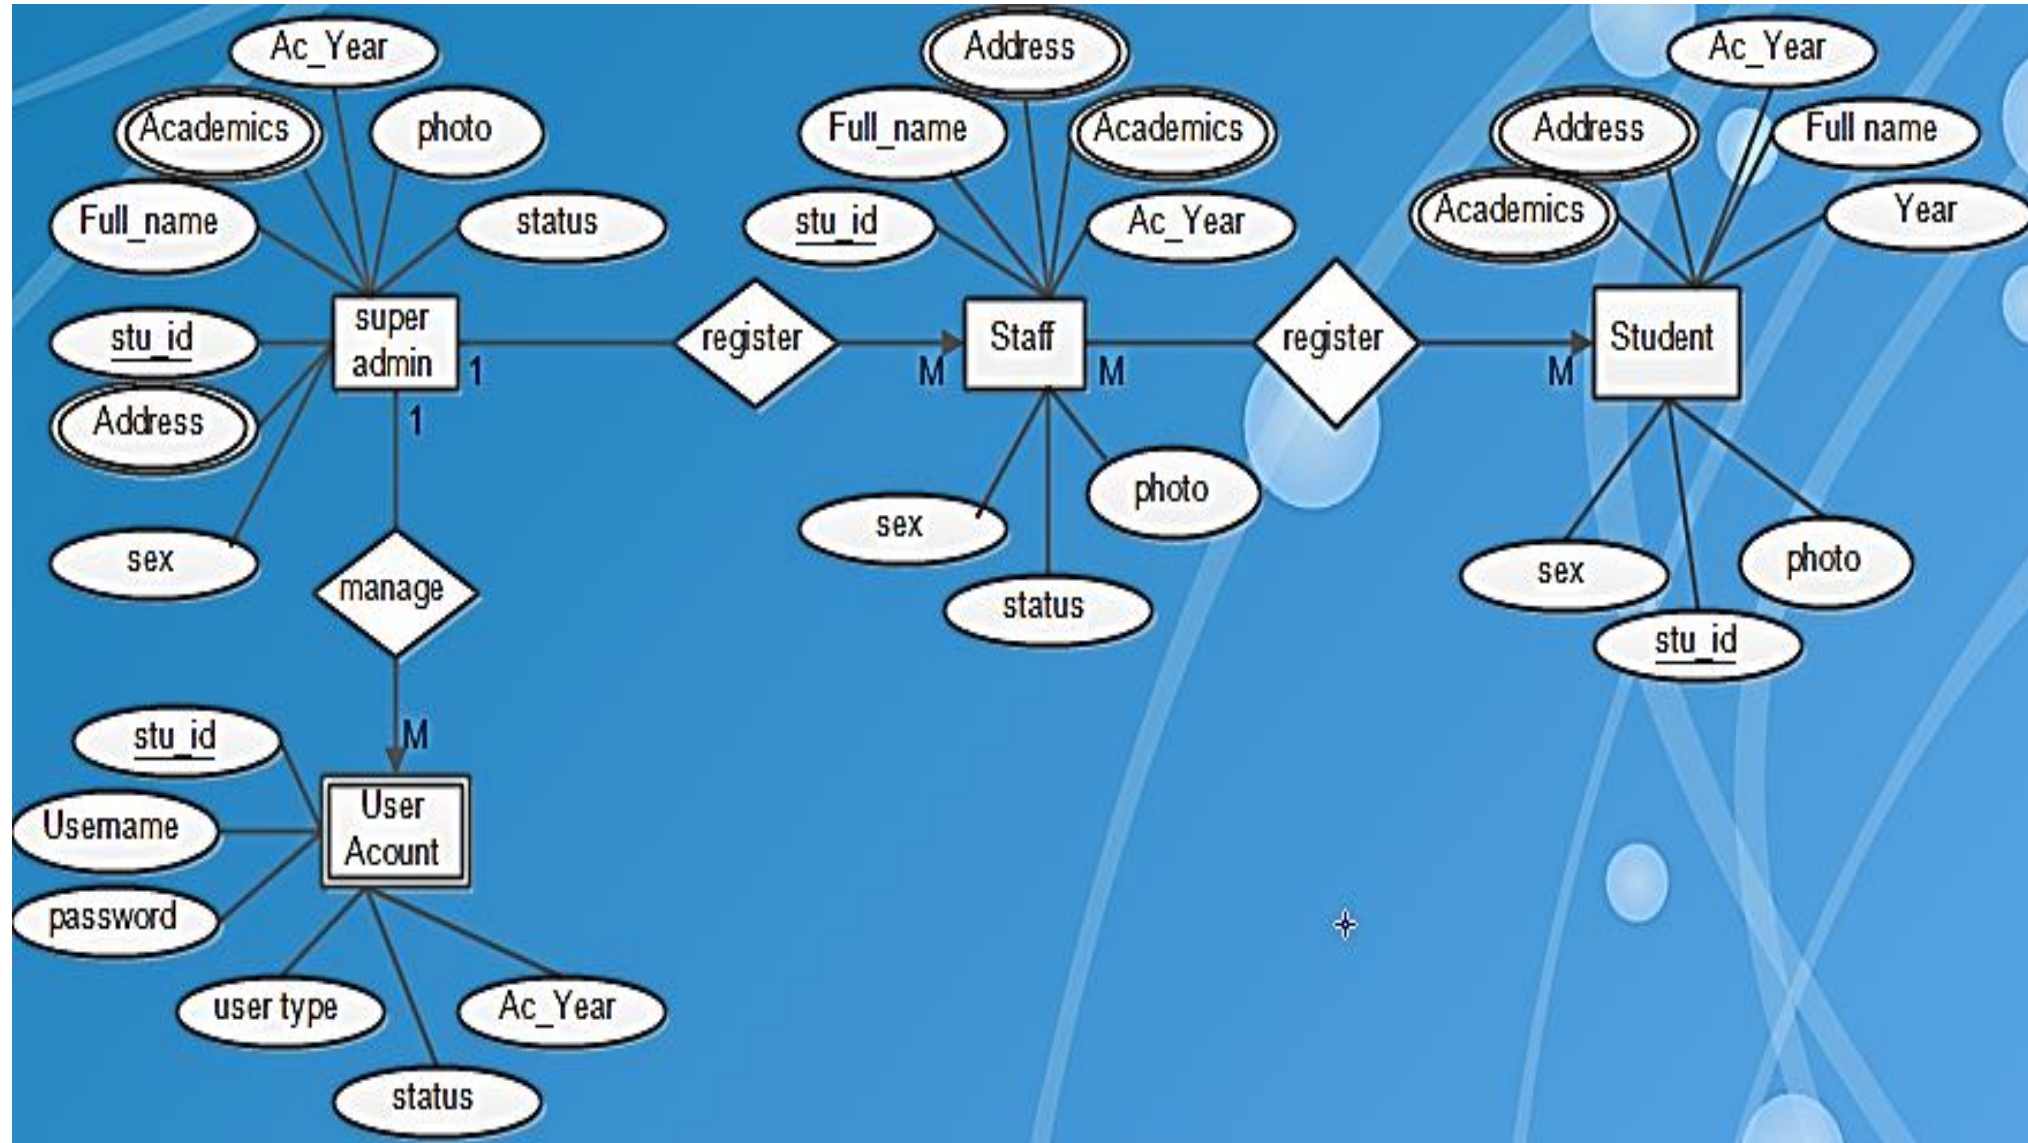 Ac_Year
Academics
photo
Full_name
status
stu_id
super
admin
1
Address
1
sex
register
M
manage
M
stu_id
User
Acount
Username
password
user type
Ac_Year
status
Address
Full_name
Academics
stu_id
Ac_Year
Staff
M
sex
photo
status
register
M
Ac_Year
Address
Full name
Academics
Year
Student
sex
photo
stu_id